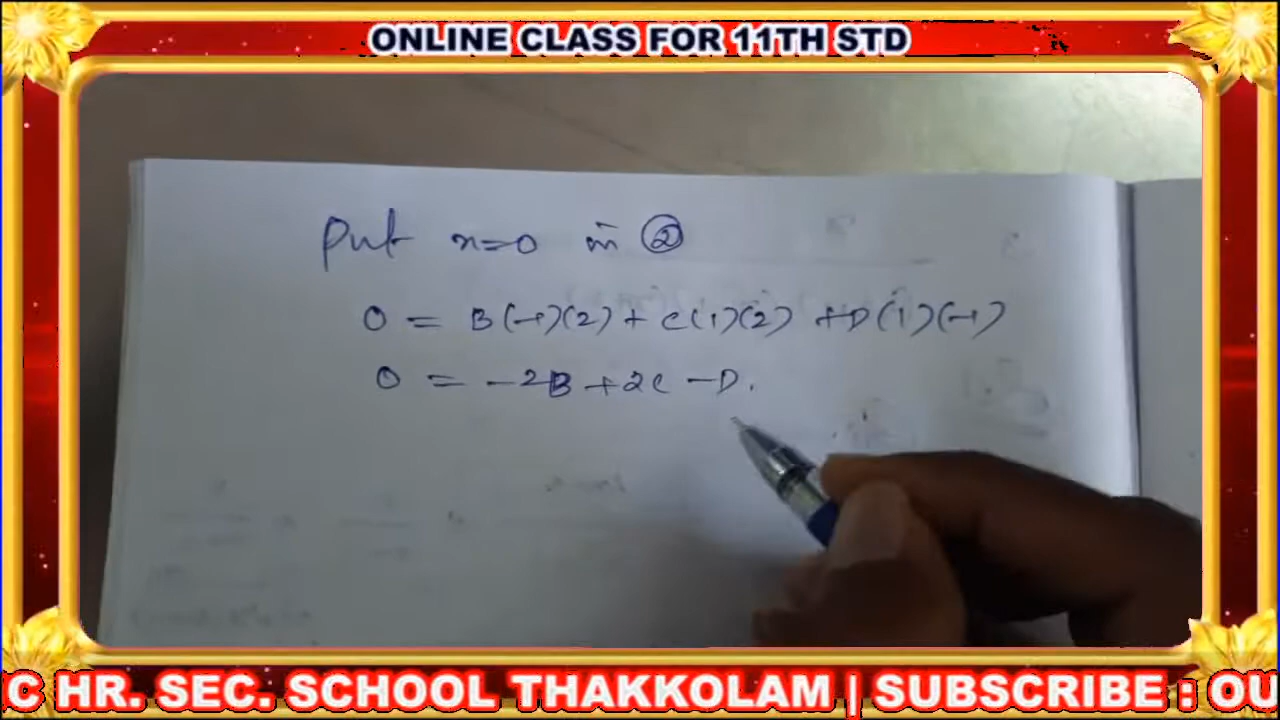 ONLINE CLASS FOR 11TH STD
Put x=0 in ②
0 = B(-1)(2) + C(1)(2) + D(1)(-1)
0 = -2B + 2C - D.
C HR. SEC. SCHOOL THAKKOLAM | SUBSCRIBE : OU